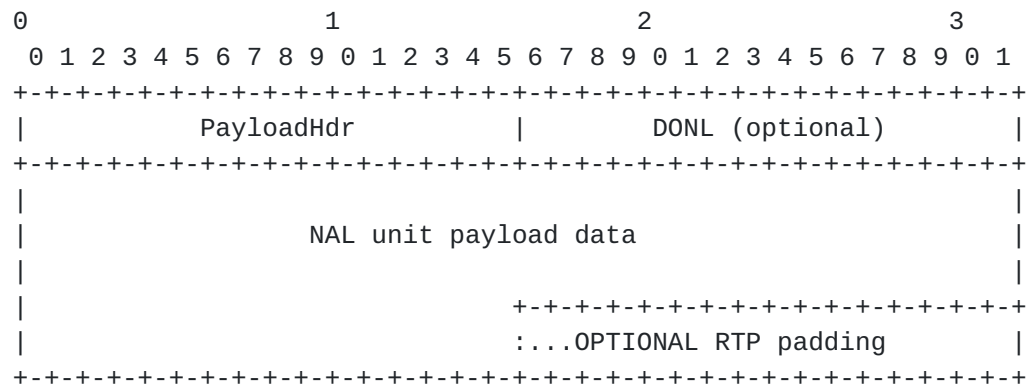 0                   1                   2                   3
 0 1 2 3 4 5 6 7 8 9 0 1 2 3 4 5 6 7 8 9 0 1 2 3 4 5 6 7 8 9 0 1
+-+-+-+-+-+-+-+-+-+-+-+-+-+-+-+-+-+-+-+-+-+-+-+-+-+-+-+-+-+-+-+-+
|           PayloadHdr          |        DONL (optional)        |
+-+-+-+-+-+-+-+-+-+-+-+-+-+-+-+-+-+-+-+-+-+-+-+-+-+-+-+-+-+-+-+-+
|                                                               |
|                  NAL unit payload data                        |
|                                                               |
|                               +-+-+-+-+-+-+-+-+-+-+-+-+-+-+-+-+
|                               :...OPTIONAL RTP padding        |
+-+-+-+-+-+-+-+-+-+-+-+-+-+-+-+-+-+-+-+-+-+-+-+-+-+-+-+-+-+-+-+-+